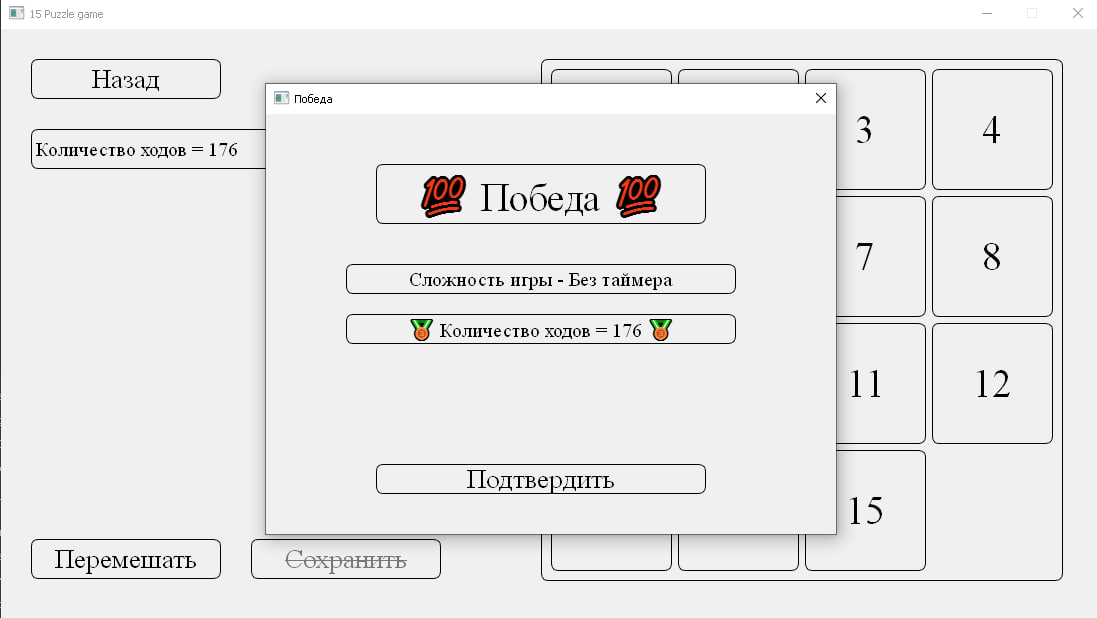 15 Puzzle game
Назад
Количество ходов = 176
Победа
💯 Победа 💯
Сложность игры - Без таймера
🥉 Количество ходов = 176 🥉
Подтвердить
3 4
7 8
11 12
15
Перемешать
Сохранить